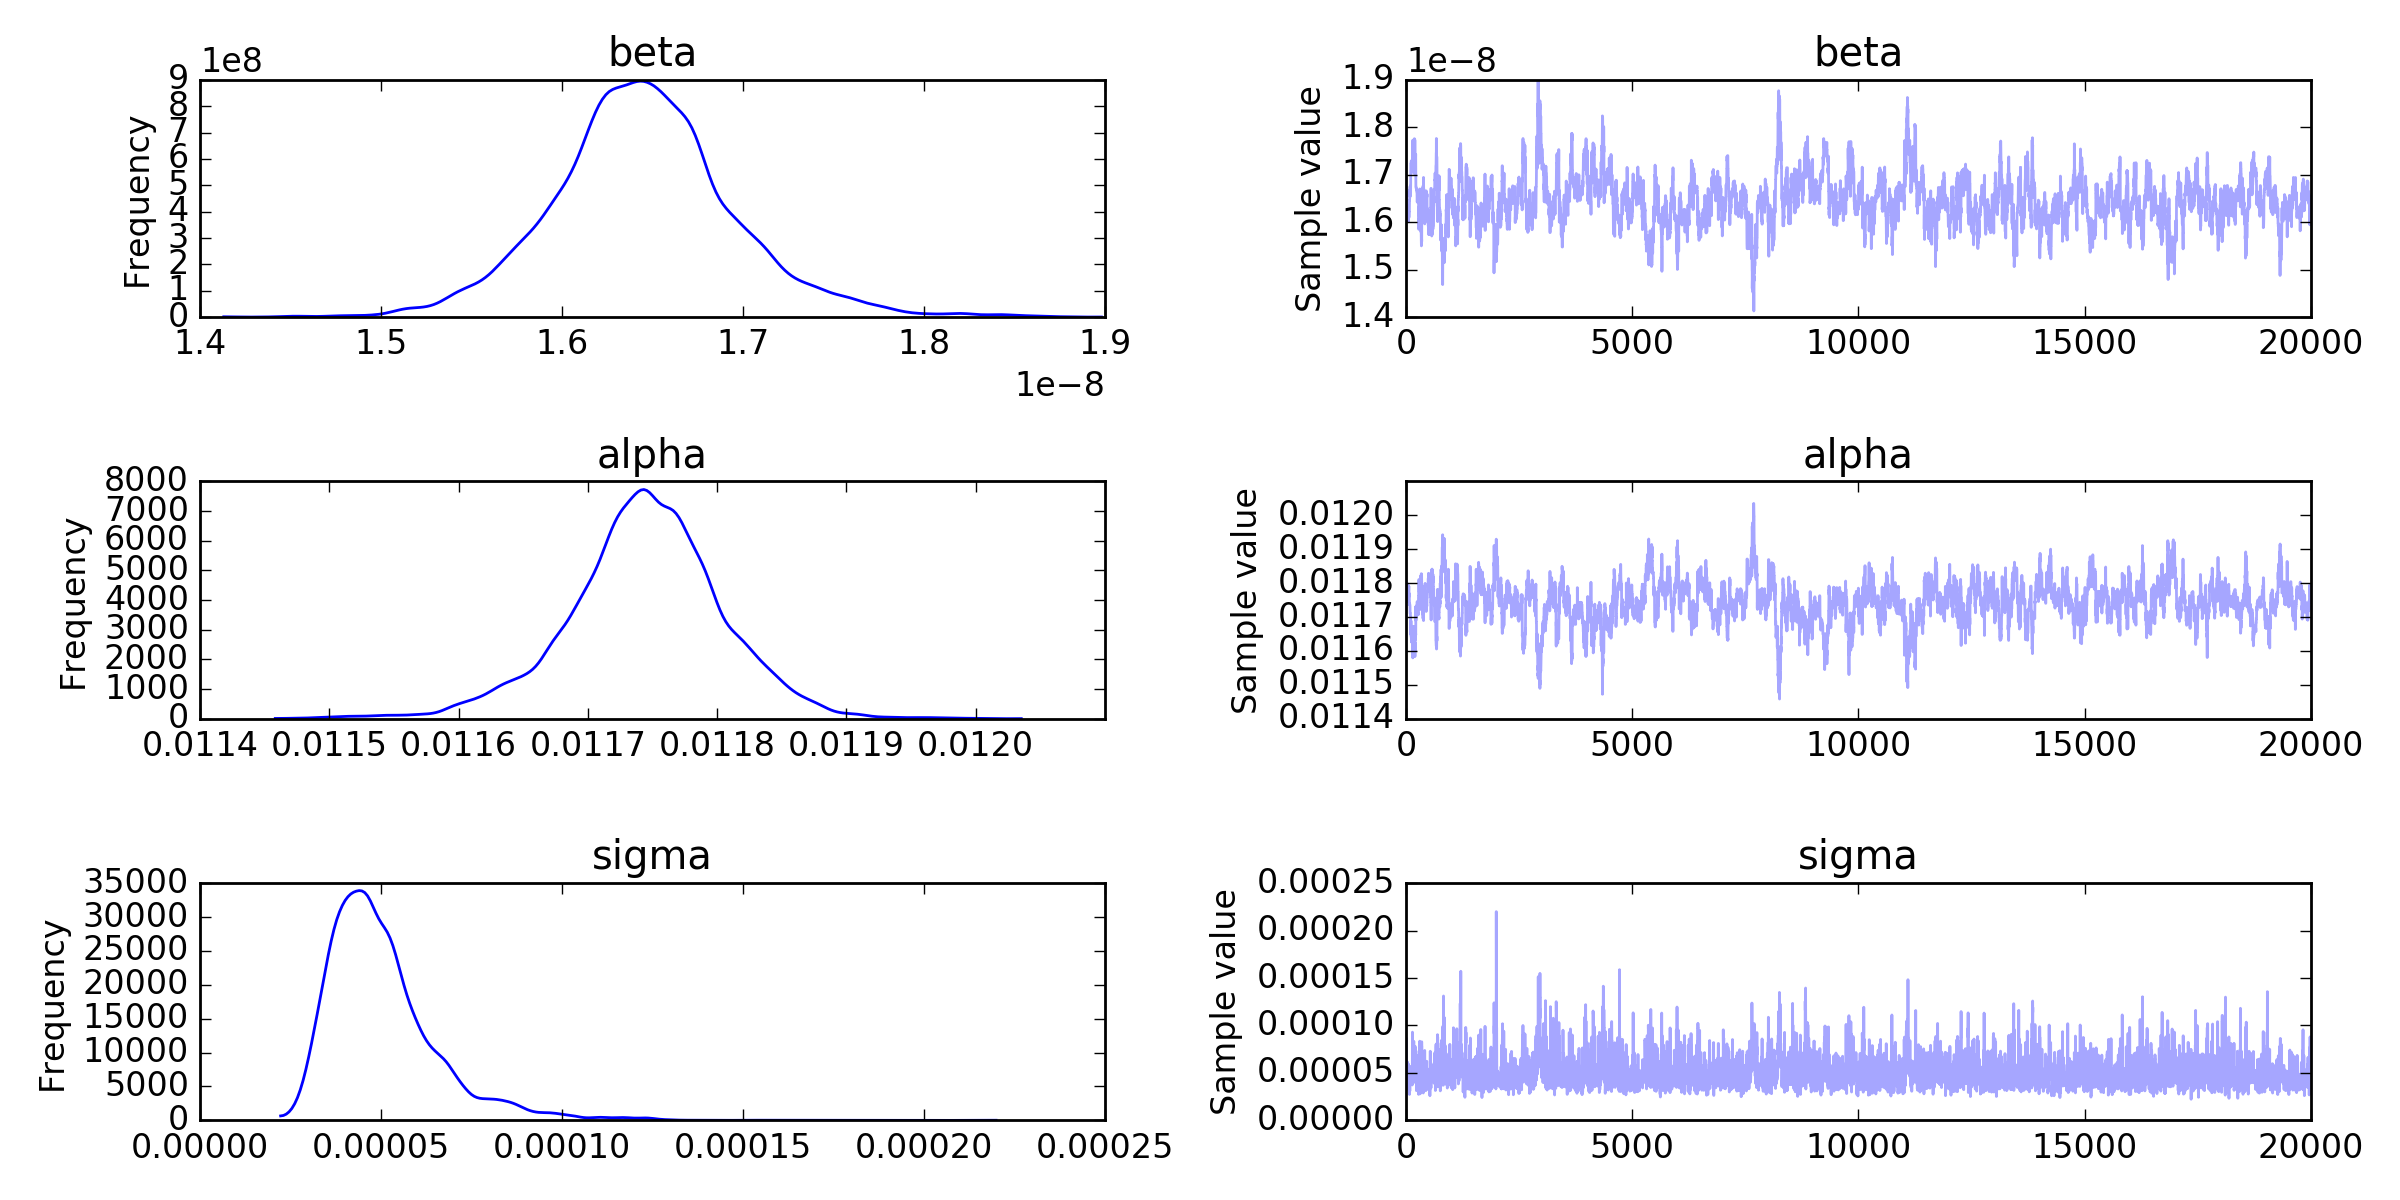 beta
1e8
9
8
7
6
5
4
3
2
1
0
Frequency
1.4 1.5 1.6 1.7 1.8 1.9
1e−8
beta
1e−8
1.9
1.8
1.7
1.6
1.5
1.4
Sample value
0 5000 10000 15000 20000
alpha
8000
7000
6000
5000
4000
3000
2000
1000
0
Frequency
0.0114 0.0115 0.0116 0.0117 0.0118 0.0119 0.0120
alpha
0.0120
0.0119
0.0118
0.0117
0.0116
0.0115
0.0114
Sample value
0 5000 10000 15000 20000
sigma
35000
30000
25000
20000
15000
10000
5000
0
Frequency
0.00000 0.00005 0.00010 0.00015 0.00020 0.00025
sigma
0.00025
0.00020
0.00015
0.00010
0.00005
0.00000
Sample value
0 5000 10000 15000 20000